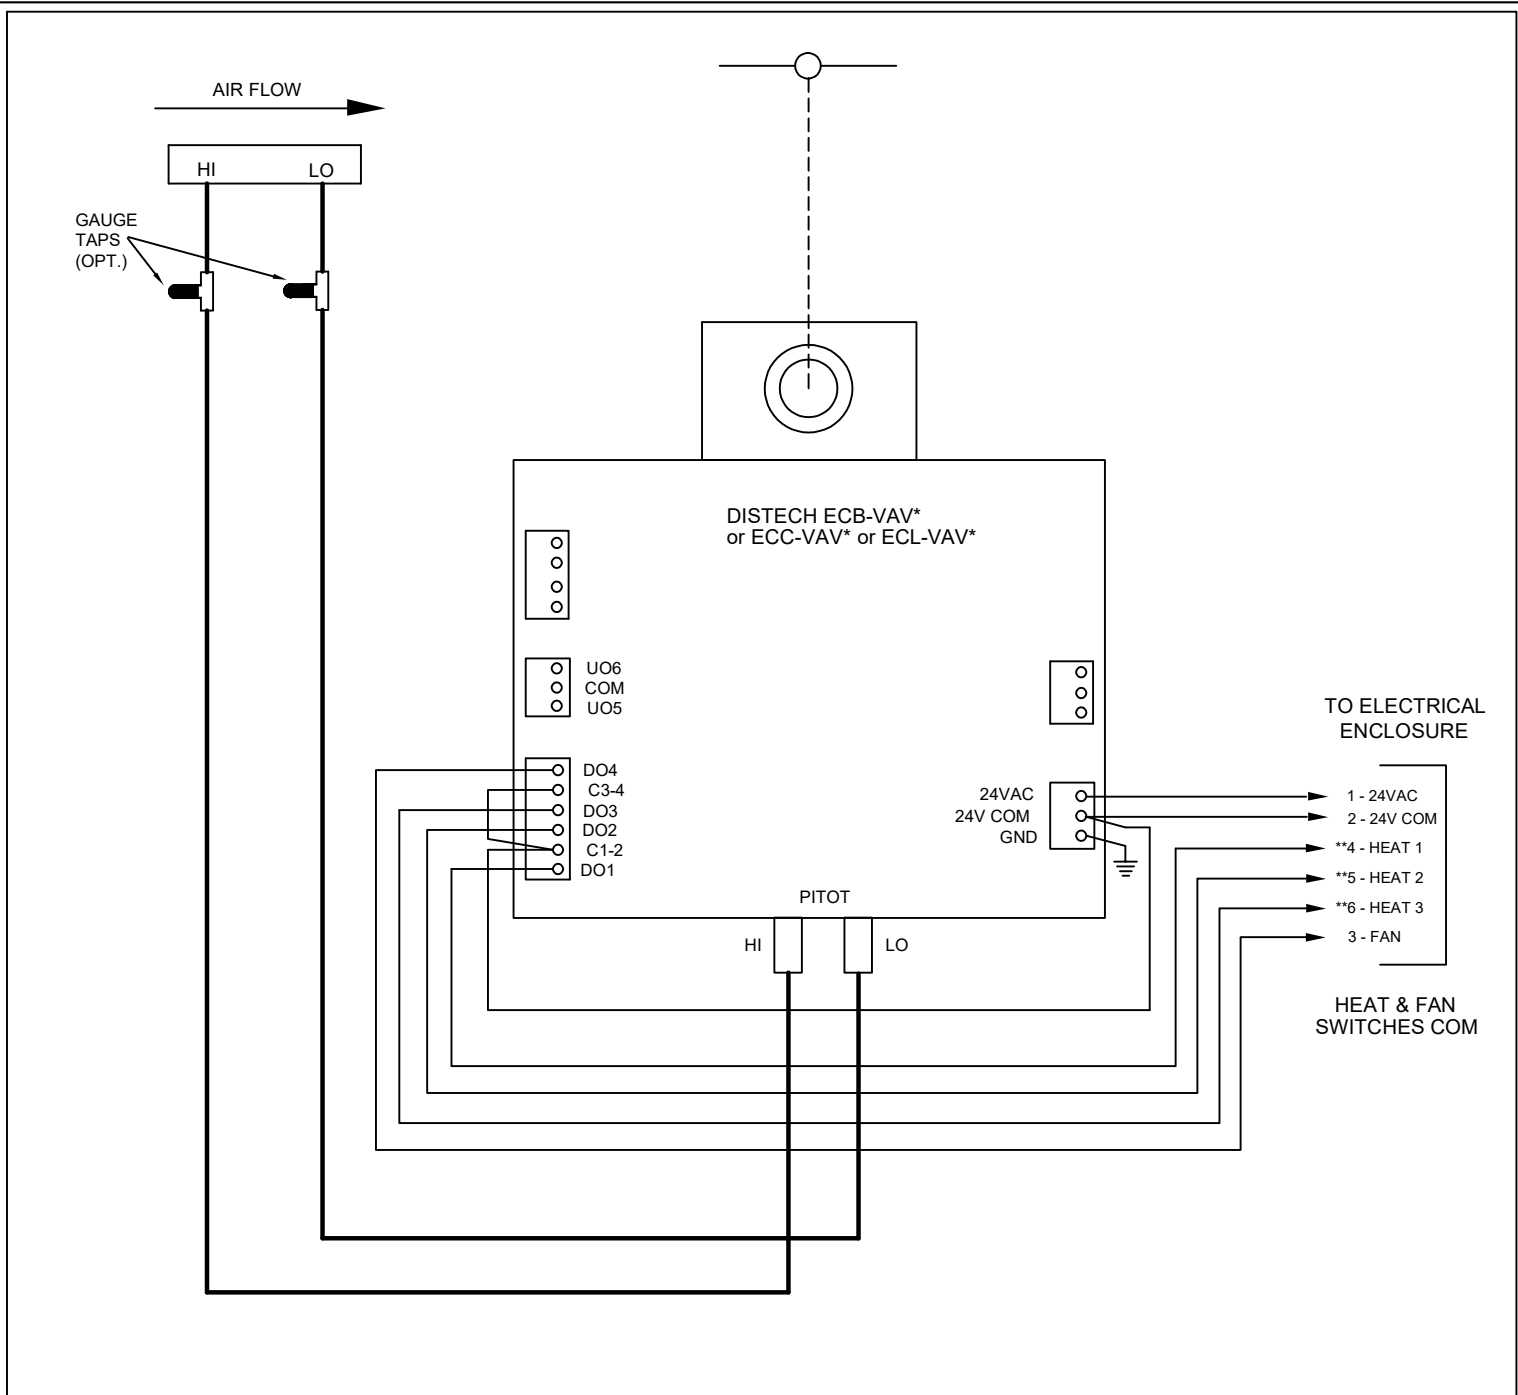 AIR FLOW
HI
LO
GAUGE
TAPS
(OPT.)
DISTECH ECB-VAV*
or ECC-VAV* or ECL-VAV*
UO6
COM
UO5
DO4
C3-4
DO3
DO2
C1-2
DO1
24VAC
24V COM
GND
PITOT
HI
LO
TO ELECTRICAL
ENCLOSURE
1 - 24VAC
2 - 24V COM
**4 - HEAT 1
**5 - HEAT 2
**6 - HEAT 3
3 - FAN
HEAT & FAN
SWITCHES COM